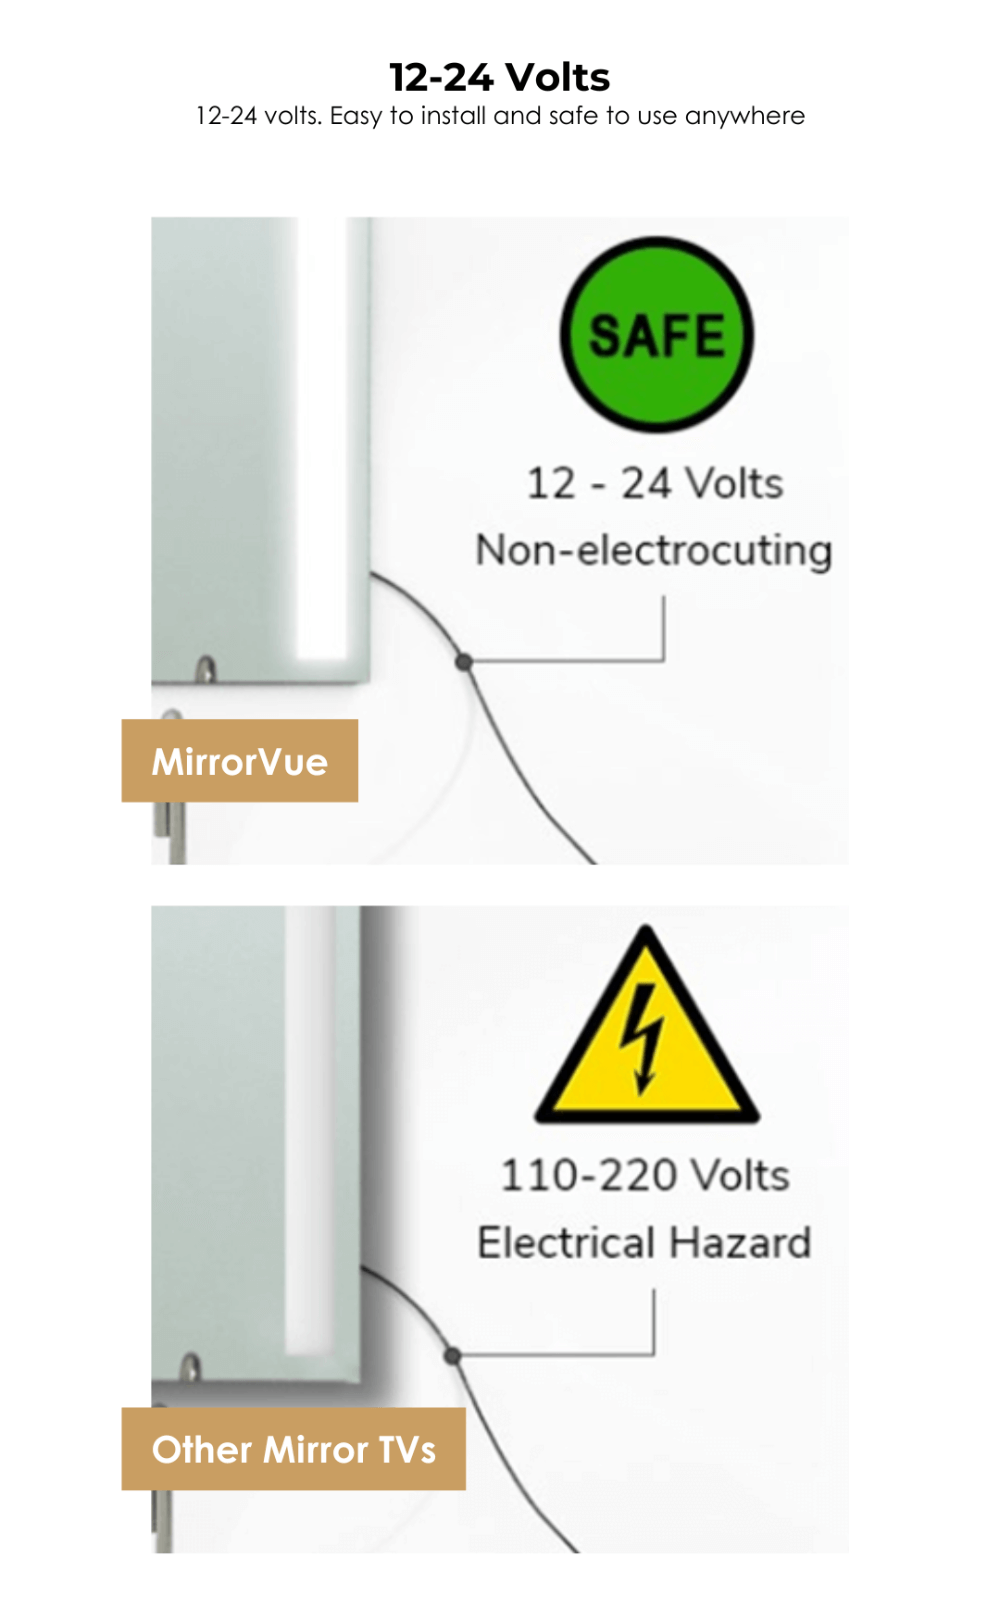 12-24 Volts
12-24 volts. Easy to install and safe to use anywhere
SAFE
12 - 24 Volts
Non-electrocuting
MirrorVue
110-220 Volts
Electrical Hazard
Other Mirror TVs